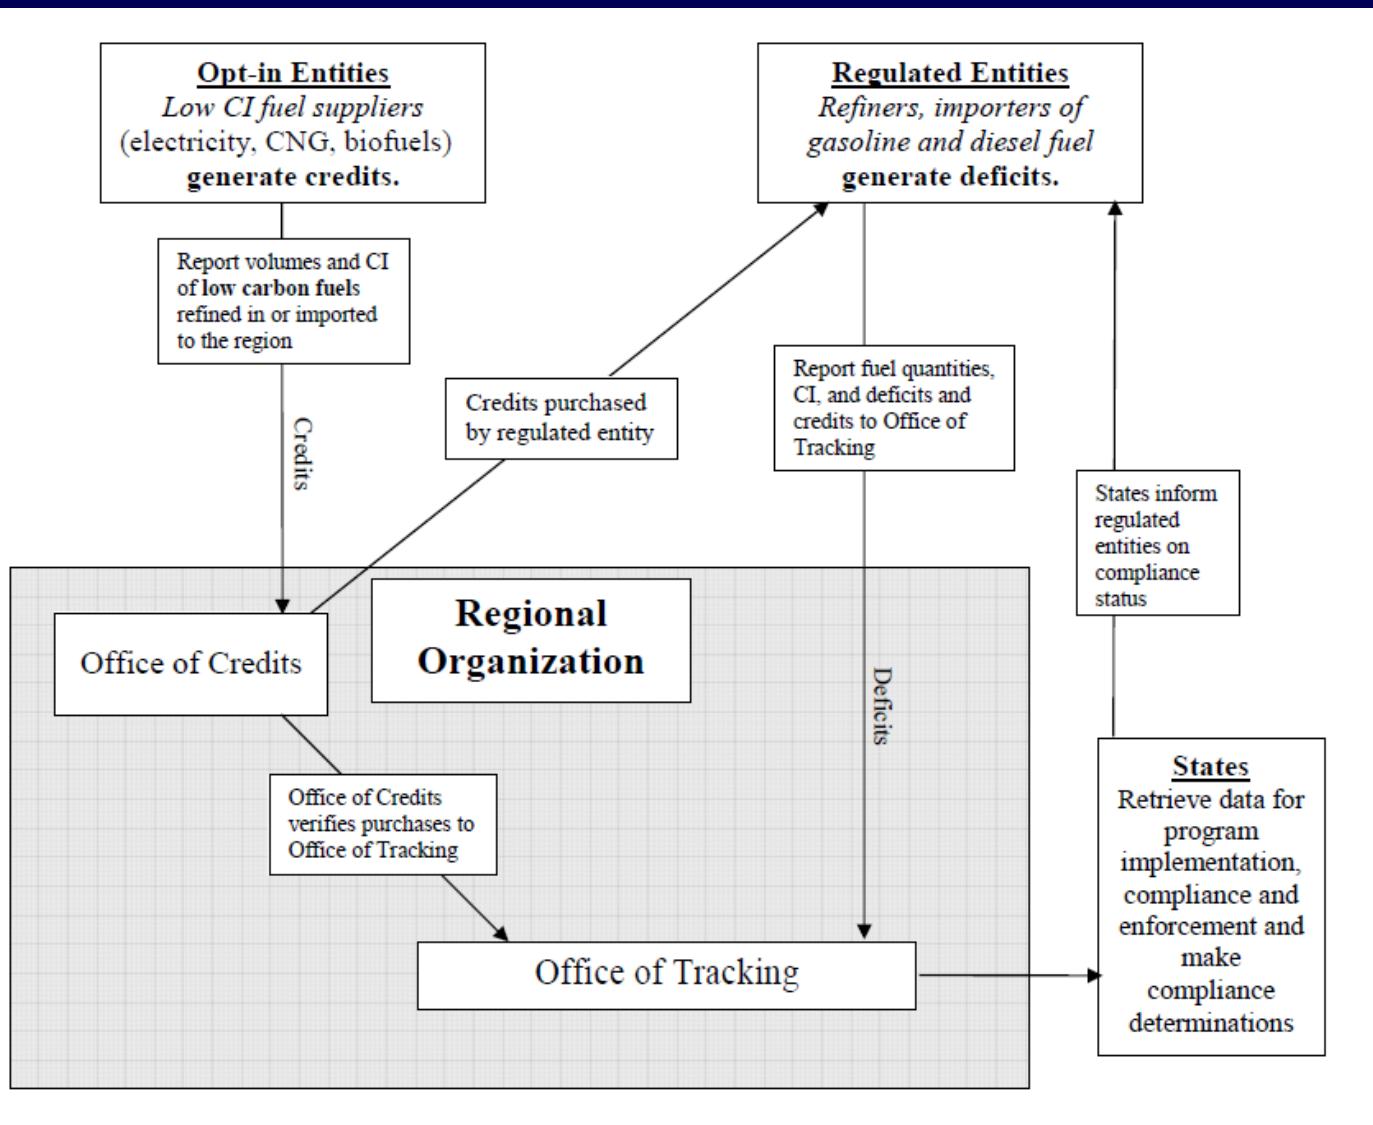 Opt-in Entities
Low CI fuel suppliers
(electricity, CNG, biofuels)
generate credits.
Regulated Entities
Refiners, importers of
gasoline and diesel fuel
generate deficits.
Report volumes and CI
of low carbon fuels
refined in or imported
to the region
Credits
Credits purchased
by regulated entity
Report fuel quantities,
CI, and deficits and
credits to Office of
Tracking
States inform
regulated
entities on
compliance
status
Regional
Organization
Office of Credits
Deficits
Office of Credits
verifies purchases to
Office of Tracking
Office of Tracking
States
Retrieve data for
program
implementation,
compliance and
enforcement and
make
compliance
determinations